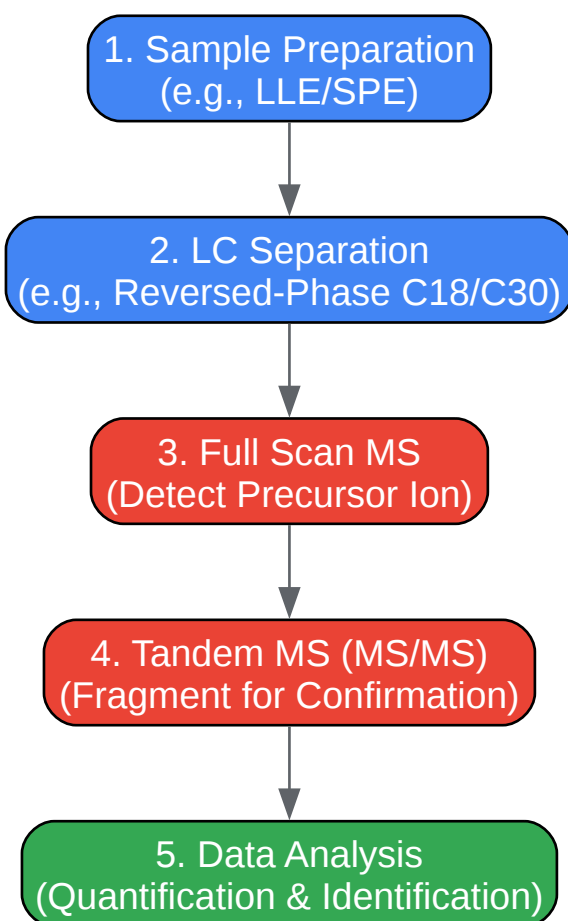 1. Sample Preparation
(e.g., LLE/SPE)
2. LC Separation
(e.g., Reversed-Phase C18/C30)
3. Full Scan MS
(Detect Precursor Ion)
4. Tandem MS (MS/MS)
(Fragment for Confirmation)
5. Data Analysis
(Quantification & Identification)